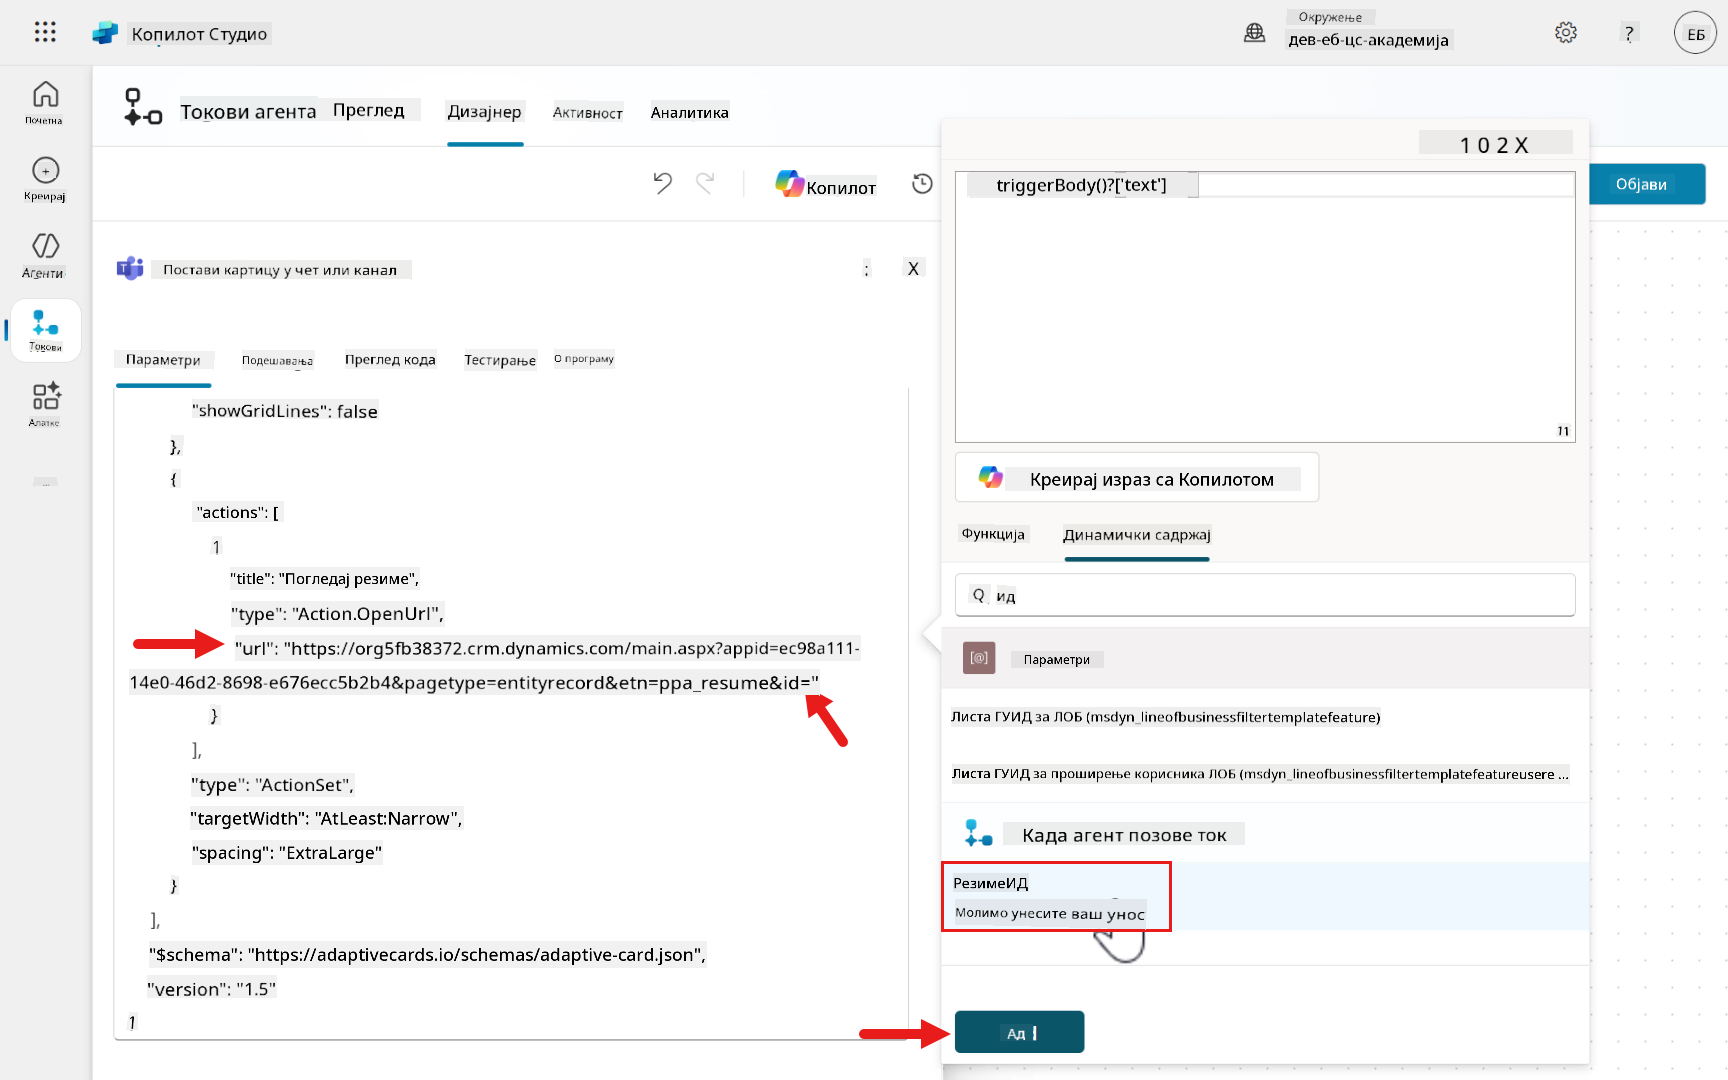 Копилот Студио
Окружење
дев-еб-цс-академија
?
ЕБ
Почетна
Креирај
Агенти
Токови
Алатке
...
Токови агента
Преглед
Дизајнер
Активност
Аналитика
Копилот
Објави
Постави картицу у чет или канал
:
X
Параметри
Подешавања
Преглед кода
Тестирање
О програму
"showGridLines": false
},
{
"actions": [
1
"title": "Погледај резиме",
"type": "Action.OpenUrl",
"url": "https://org5fb38372.crm.dynamics.com/main.aspx?appid=ec98a111-
14e0-46d2-8698-e676ecc5b2b4&pagetype=entityrecord&etn=ppa_resume&id="
}
],
"type": "ActionSet",
"targetWidth": "AtLeast:Narrow",
"spacing": "ExtraLarge"
}
],
"$schema": "https://adaptivecards.io/schemas/adaptive-card.json",
"version": "1.5"
1
1 0 2 X
triggerBody()?['text']
11
Креирај израз са Копилотом
Функција
Динамички садржај
Q ид
[@]
Параметри
Листа ГУИД за ЛОБ (msdyn_lineofbusinessfiltertemplatefeature)
Листа ГУИД за проширење корисника ЛОБ (msdyn_lineofbusinessfiltertemplatefeatureusere ...
Када агент позове ток
РезимеИД
Молимо унесите ваш унос
Ад